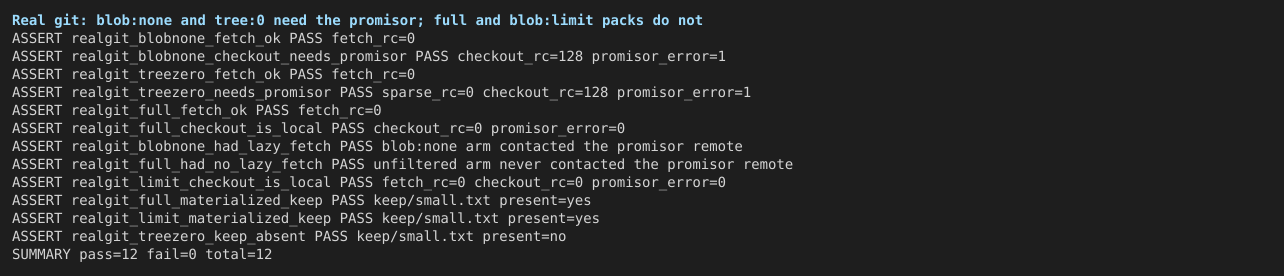 Real git: blob:none and tree:0 need the promisor; full and blob:limit packs do not
ASSERT realgit_blobnone_fetch_ok PASS fetch_rc=0
ASSERT realgit_blobnone_checkout_needs_promisor PASS checkout_rc=128 promisor_error=1
ASSERT realgit_treezero_fetch_ok PASS fetch_rc=0
ASSERT realgit_treezero_needs_promisor PASS sparse_rc=0 checkout_rc=128 promisor_error=1
ASSERT realgit_full_fetch_ok PASS fetch_rc=0
ASSERT realgit_full_checkout_is_local PASS checkout_rc=0 promisor_error=0
ASSERT realgit_blobnone_had_lazy_fetch PASS blob:none arm contacted the promisor remote
ASSERT realgit_full_had_no_lazy_fetch PASS unfiltered arm never contacted the promisor remote
ASSERT realgit_limit_checkout_is_local PASS fetch_rc=0 checkout_rc=0 promisor_error=0
ASSERT realgit_full_materialized_keep PASS keep/small.txt present=yes
ASSERT realgit_limit_materialized_keep PASS keep/small.txt present=yes
ASSERT realgit_treezero_keep_absent PASS keep/small.txt present=no
SUMMARY pass=12 fail=0 total=12